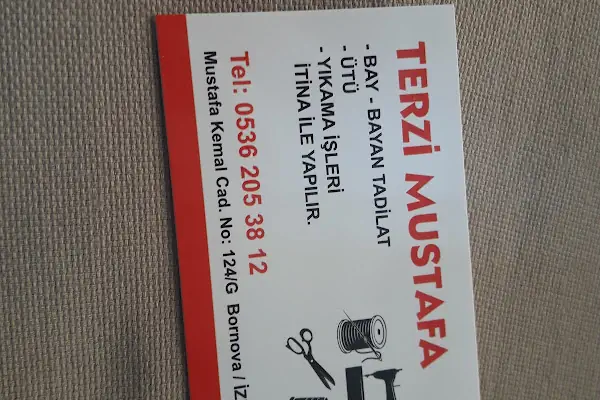 TERZİ MUSTAFA
- BAY - BAYAN TADİLAT
- ÜTÜ
- YIKAMA İŞLERİ
İTİNA İLE YAPILIR.
Tel: 0536 205 38 12
Mustafa Kemal Cad. No: 124/G Bornova / İZ